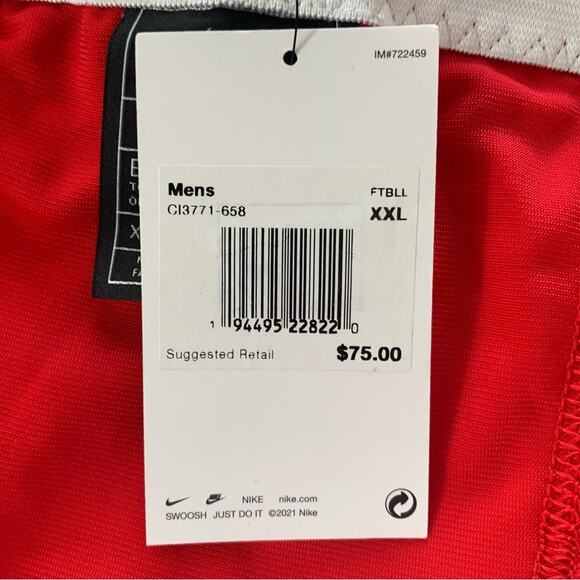 IM#722459
Mens FTBLL
CI3771-658 XXL
1 94495 22822 0
Suggested Retail $75.00
NIKE nike.com
SWOOSH JUST DO IT ©2021 Nike